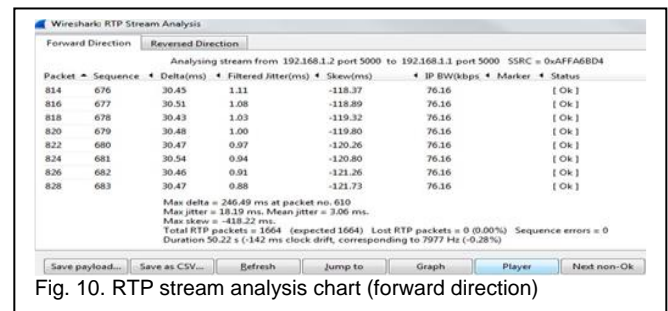 Wireshark: RTP Stream Analysis
Forward Direction Reversed Direction
Analysing stream from 192.168.1.2 port 5000 to 192.168.1.1 port 5000 SSRC = 0xAFFA6BD4
Packet Sequence Delta(ms) Filtered Jitter(ms) Skew(ms) IP BW(kbps Marker Status
814 676 30.45 1.11 -118.37 76.16 [ Ok ]
816 677 30.51 1.08 -118.89 76.16 [ Ok ]
818 678 30.43 1.03 -119.32 76.16 [ Ok ]
820 679 30.48 1.00 -119.80 76.16 [ Ok ]
822 680 30.47 0.97 -120.26 76.16 [ Ok ]
824 681 30.54 0.94 -120.80 76.16 [ Ok ]
826 682 30.46 0.91 -121.26 76.16 [ Ok ]
828 683 30.47 0.88 -121.73 76.16 [ Ok ]
Max delta = 246.49 ms at packet no. 610
Max jitter = 18.19 ms. Mean jitter = 3.06 ms.
Max skew = -418.22 ms.
Total RTP packets = 1664 (expected 1664) Lost RTP packets = 0 (0.00%) Sequence errors = 0
Duration 50.22 s (-142 ms clock drift, corresponding to 7977 Hz (-0.28%)
Save payload... Save as CSV... Refresh Jump to Graph Player Next non-Ok
Fig. 10. RTP stream analysis chart (forward direction)